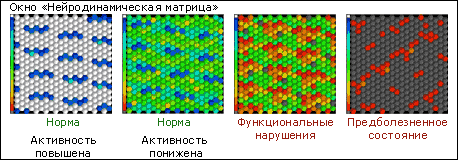 Окно «Нейродинамическая матрица»
Норма
Активность
повышена
Норма
Активность
понижена
Функциональные
нарушения
Предболезненное
состояние